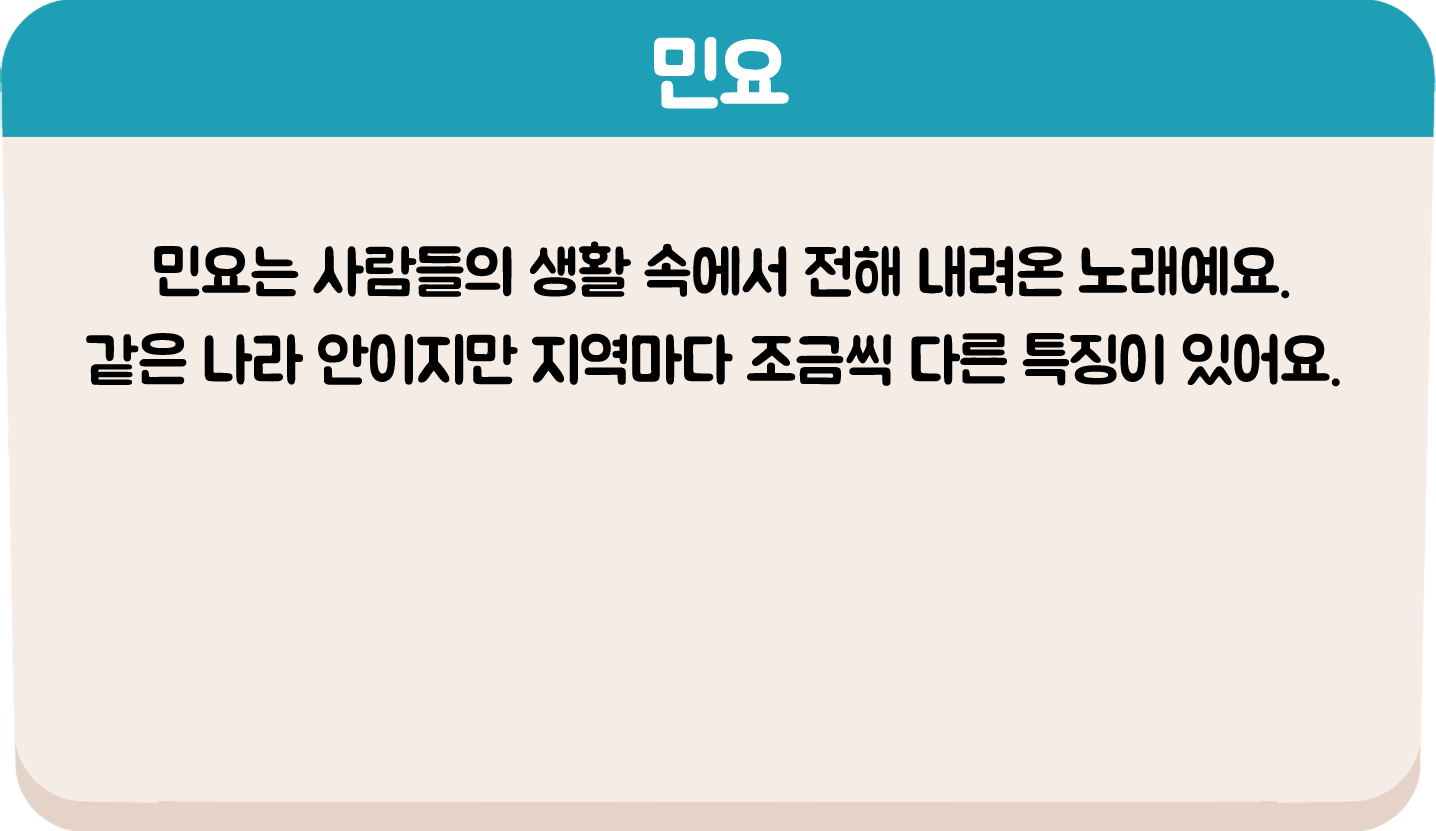 민요
민요는 사람들의 생활 속에서 전해 내려온 노래예요.
같은 나라 안이지만 지역마다 조금씩 다른 특징이 있어요.